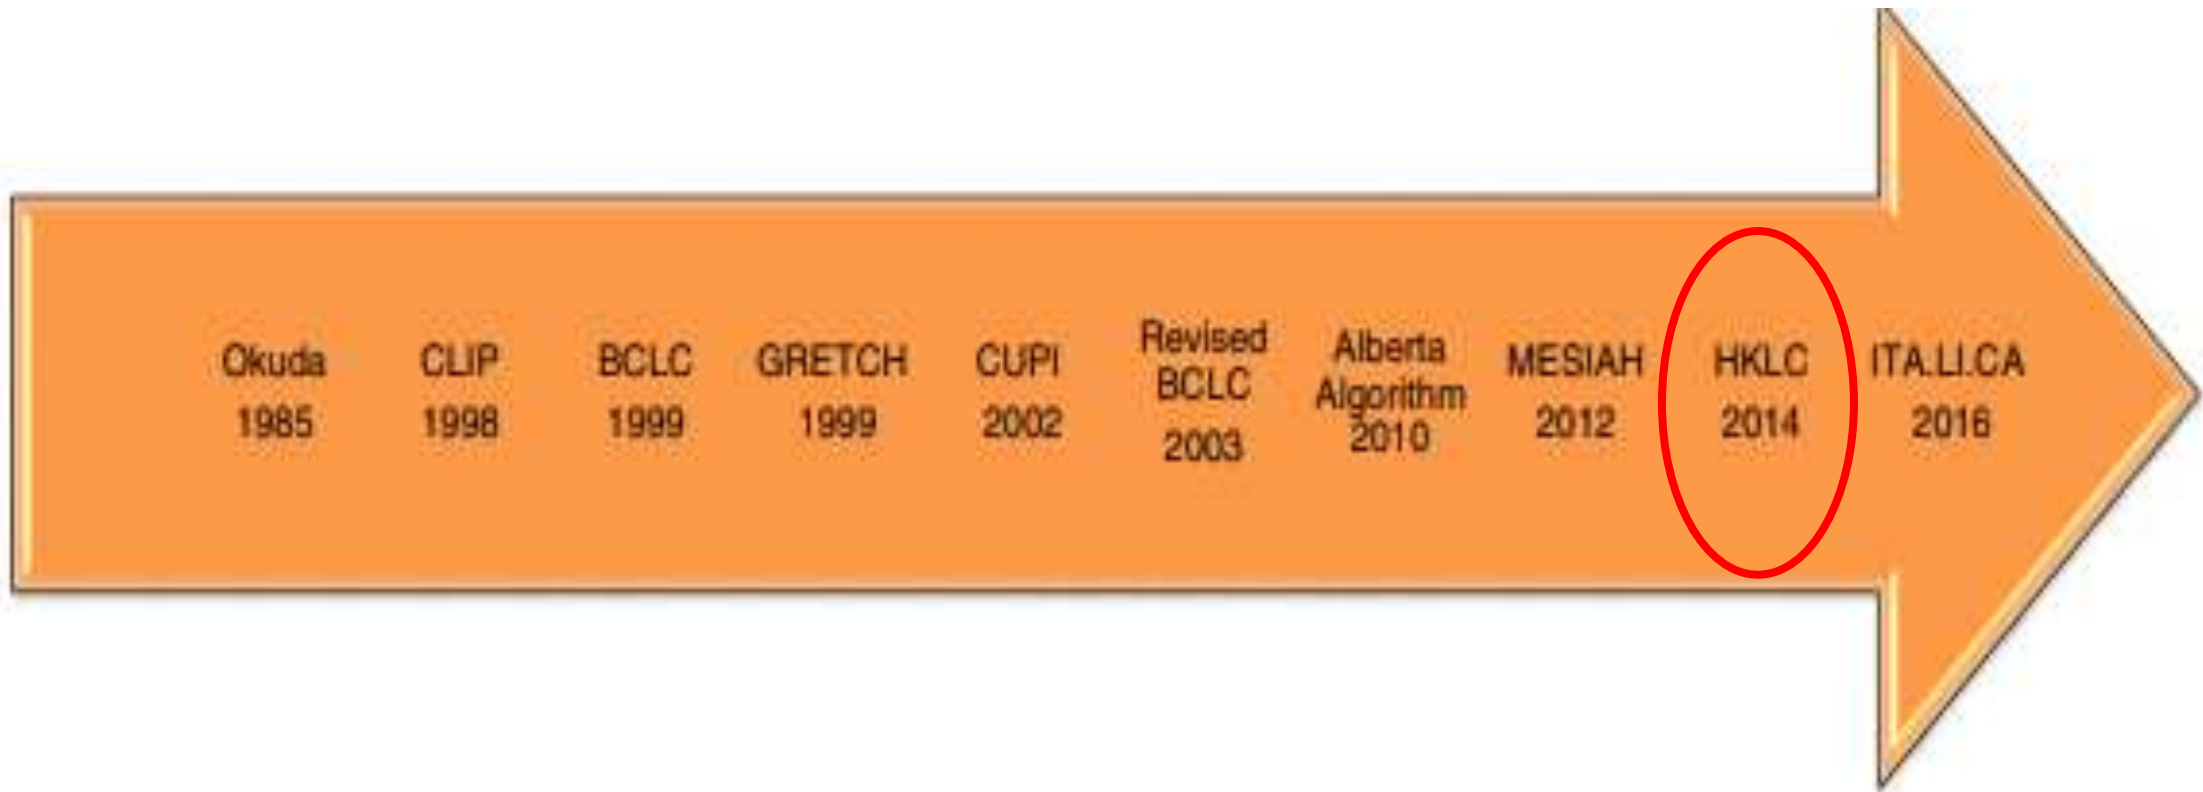 Okuda
1985
CLIP
1998
BCLC
1999
GRETCH
1999
CUPI
2002
Revised
BCLC
2003
Alberta
Algorithm
2010
MESIAH
2012
HKLC
2014
ITA.LI.CA
2016